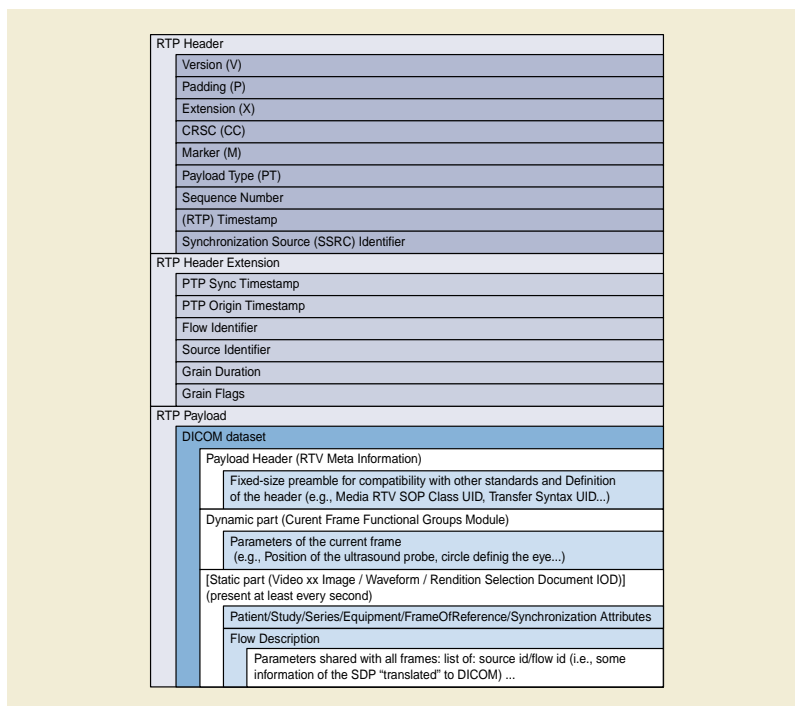 RTP Header
Version (V)
Padding (P)
Extension (X)
CRSC (CC)
Marker (M)
Payload Type (PT)
Sequence Number
(RTP) Timestamp
Synchronization Source (SSRC) Identifier
RTP Header Extension
PTP Sync Timestamp
PTP Origin Timestamp
Flow Identifier
Source Identifier
Grain Duration
Grain Flags
RTP Payload
DICOM dataset
Payload Header (RTV Meta Information)
Fixed-size preamble for compatibility with other standards and Definition
of the header (e.g., Media RTV SOP Class UID, Transfer Syntax UID...)
Dynamic part (Curent Frame Functional Groups Module)
Parameters of the current frame
(e.g., Position of the ultrasound probe, circle definig the eye...)
[Static part (Video xx Image / Waveform / Rendition Selection Document IOD)]
(present at least every second)
Patient/Study/Series/Equipment/FrameOfReference/Synchronization Attributes
Flow Description
Parameters shared with all frames: list of: source id/flow id (i.e., some
information of the SDP “translated” to DICOM) ...